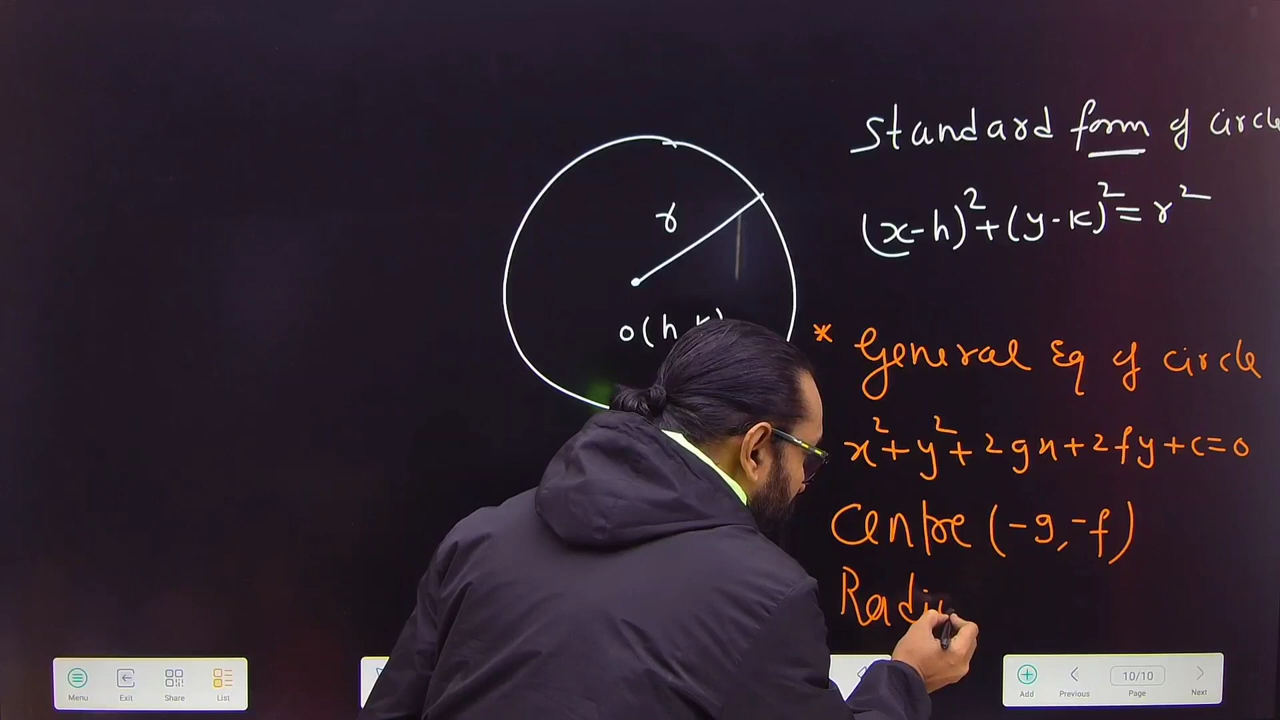 Standard form of circle
(x-h)²+(y-k)²=r²
r
o(h,k)
* General Eq of circle
x²+y²+2gx+2fy+c=0
Centre (-g,-f)
Radiu
Menu Exit Share List
Add Previous 10/10 Page Next